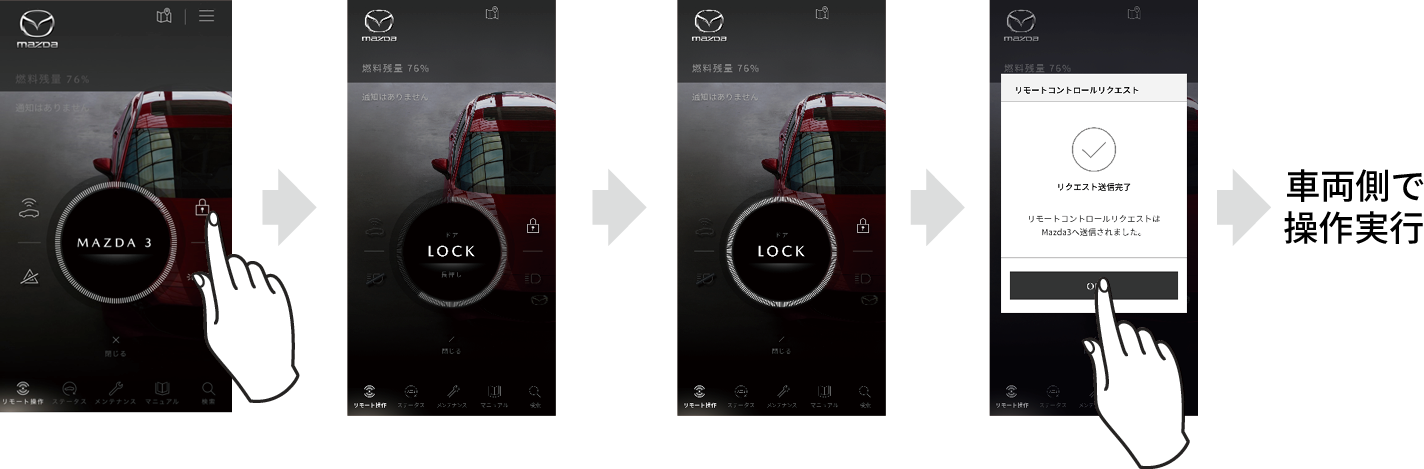 mazda
燃料残量 76%
通知はありません
MAZDA 3
閉じる
リモート操作 ステータス メンテナンス マニュアル 検索
mazda
燃料残量 76%
通知はありません
ドア
LOCK
長押し
閉じる
リモート操作 ステータス メンテナンス マニュアル 検索
mazda
燃料残量 76%
通知はありません
ドア
LOCK
閉じる
リモート操作 ステータス メンテナンス マニュアル 検索
mazda
燃料残量 76%
リモートコントロールリクエスト
リクエスト送信完了
リモートコントロールリクエストは
Mazda3へ送信されました。
リモート操作
車両側で
操作実行